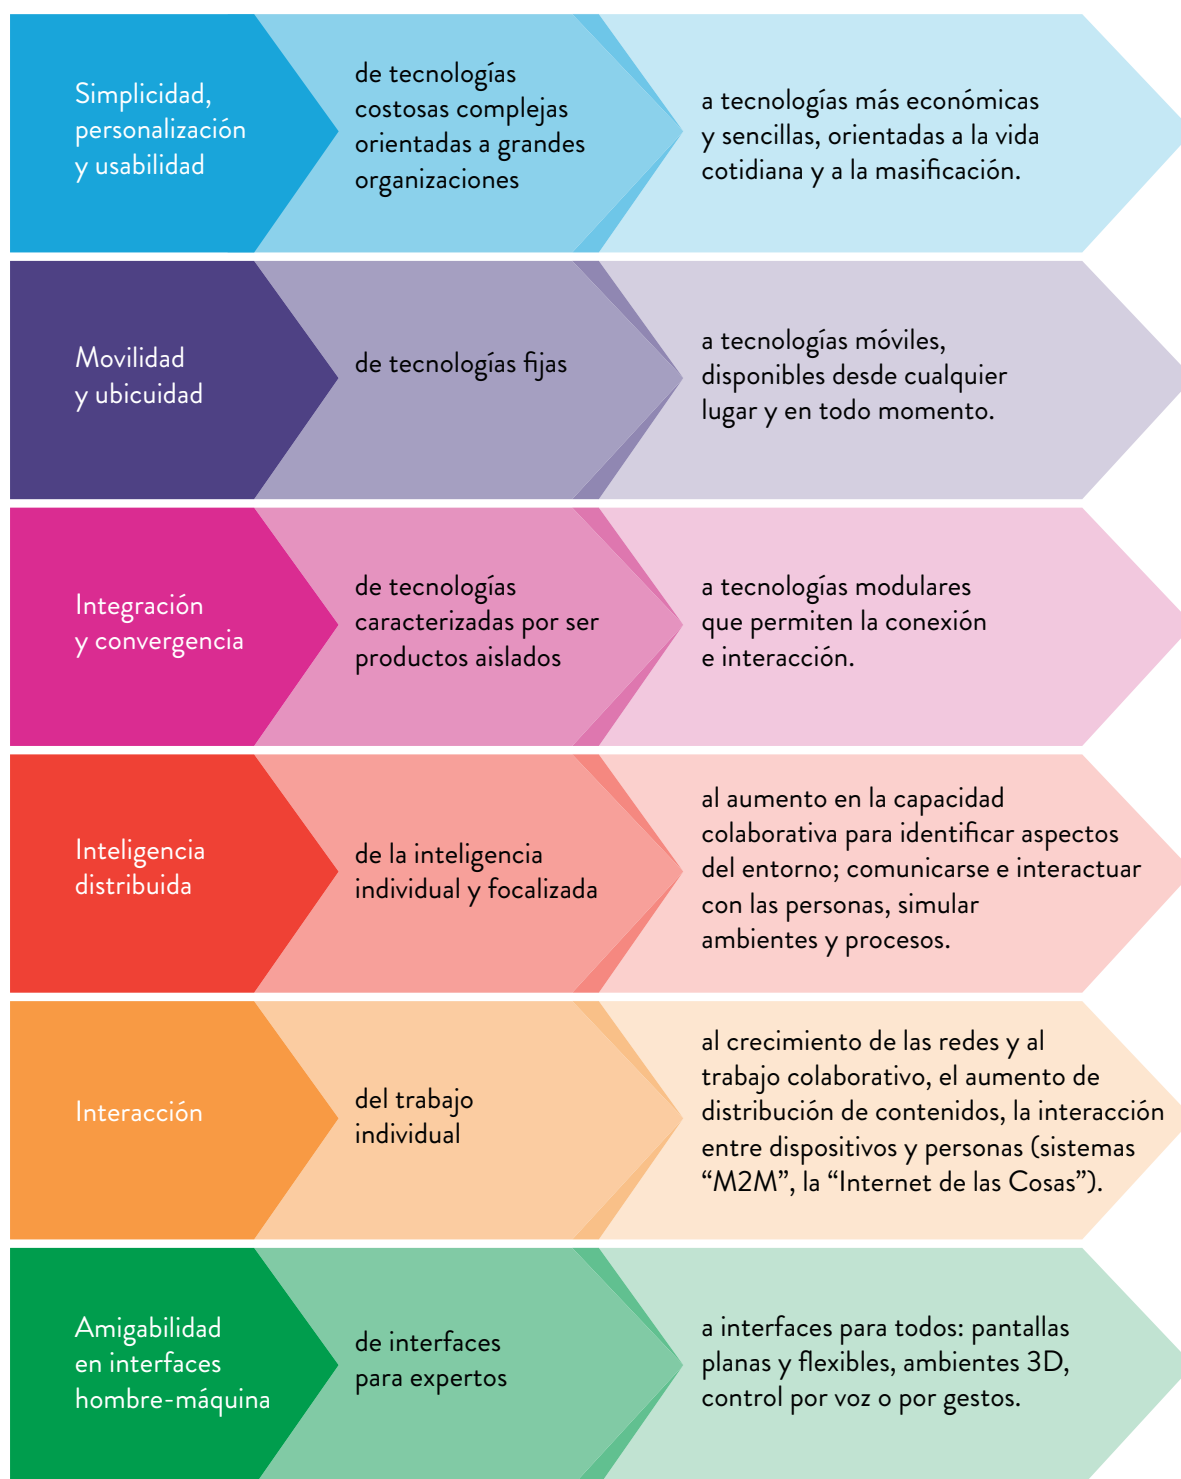 Simplicidad,
personalización
y usabilidad
de tecnologías
costosas complejas
orientadas a grandes
organizaciones
a tecnologías más económicas
y sencillas, orientadas a la vida
cotidiana y a la masificación.
Movilidad
y ubicuidad
de tecnologías fijas
a tecnologías móviles,
disponibles desde cualquier
lugar y en todo momento.
Integración
y convergencia
de tecnologías
caracterizadas por ser
productos aislados
a tecnologías modulares
que permiten la conexión
e interacción.
Inteligencia
distribuida
de la inteligencia
individual y focalizada
al aumento en la capacidad
colaborativa para identificar aspectos
del entorno; comunicarse e interactuar
con las personas, simular
ambientes y procesos.
Interacción
del trabajo
individual
al crecimiento de las redes y al
trabajo colaborativo, el aumento de
distribución de contenidos, la interacción
entre dispositivos y personas (sistemas
“M2M”, la “Internet de las Cosas”).
Amigabilidad
en interfaces
hombre-máquina
de interfaces
para expertos
a interfaces para todos: pantallas
planas y flexibles, ambientes 3D,
control por voz o por gestos.